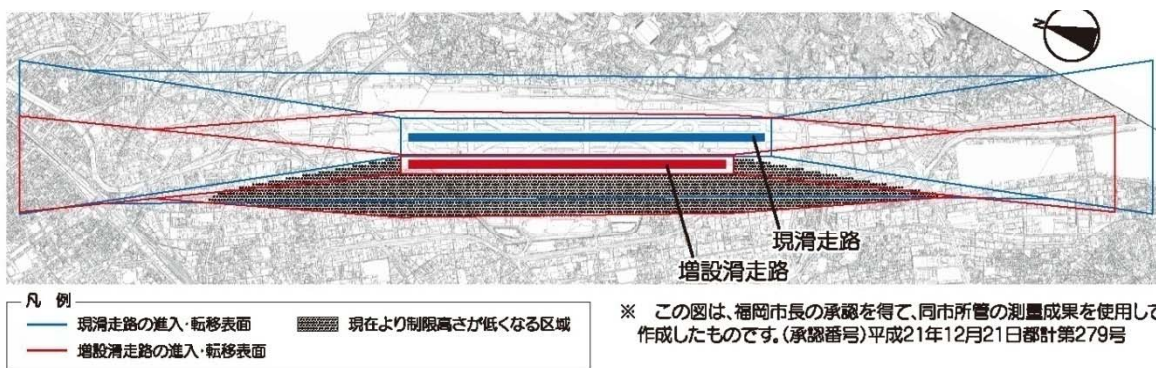 N
現滑走路
増設滑走路
凡 例
現滑走路の進入・転移表面
現在より制限高さが低くなる区域
増設滑走路の進入・転移表面
※ この図は、福岡市長の承認を得て、同市所管の測量成果を使用して
作成したものです。(承認番号)平成21年12月21日都計第279号